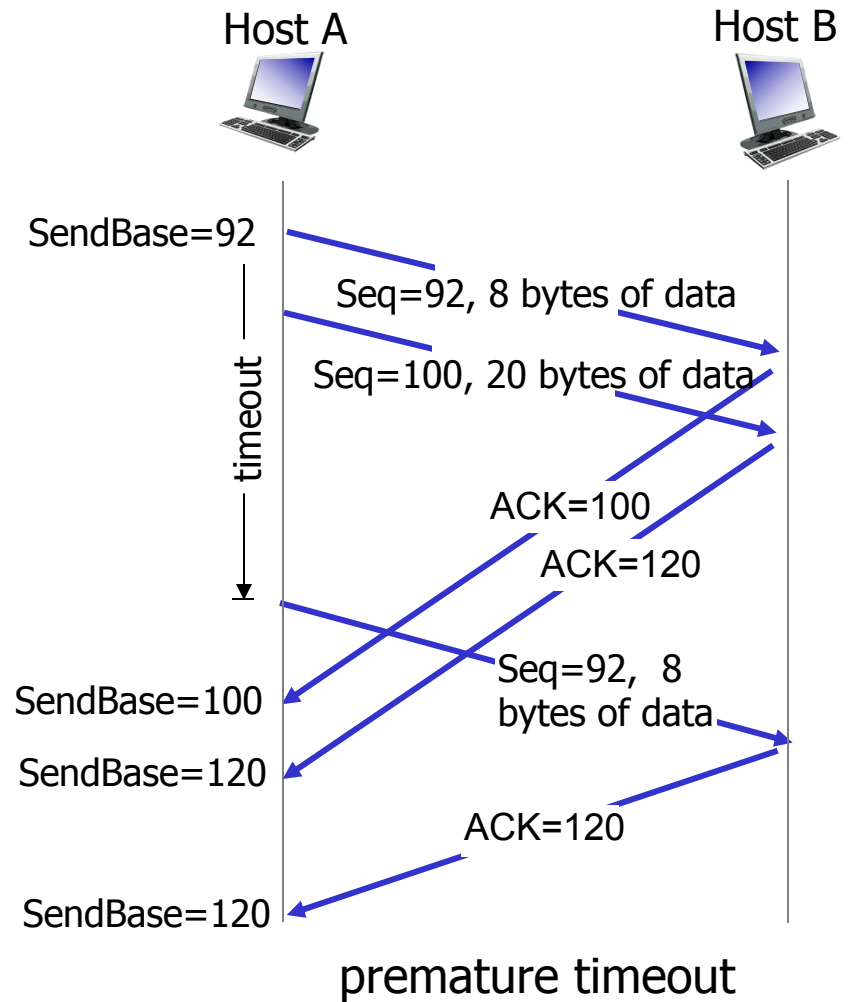 Host A
Host B
SendBase=92
Seq=92, 8 bytes of data
Seq=100, 20 bytes of data
timeout
ACK=100
ACK=120
Seq=92, 8
bytes of data
SendBase=100
SendBase=120
ACK=120
SendBase=120
premature timeout